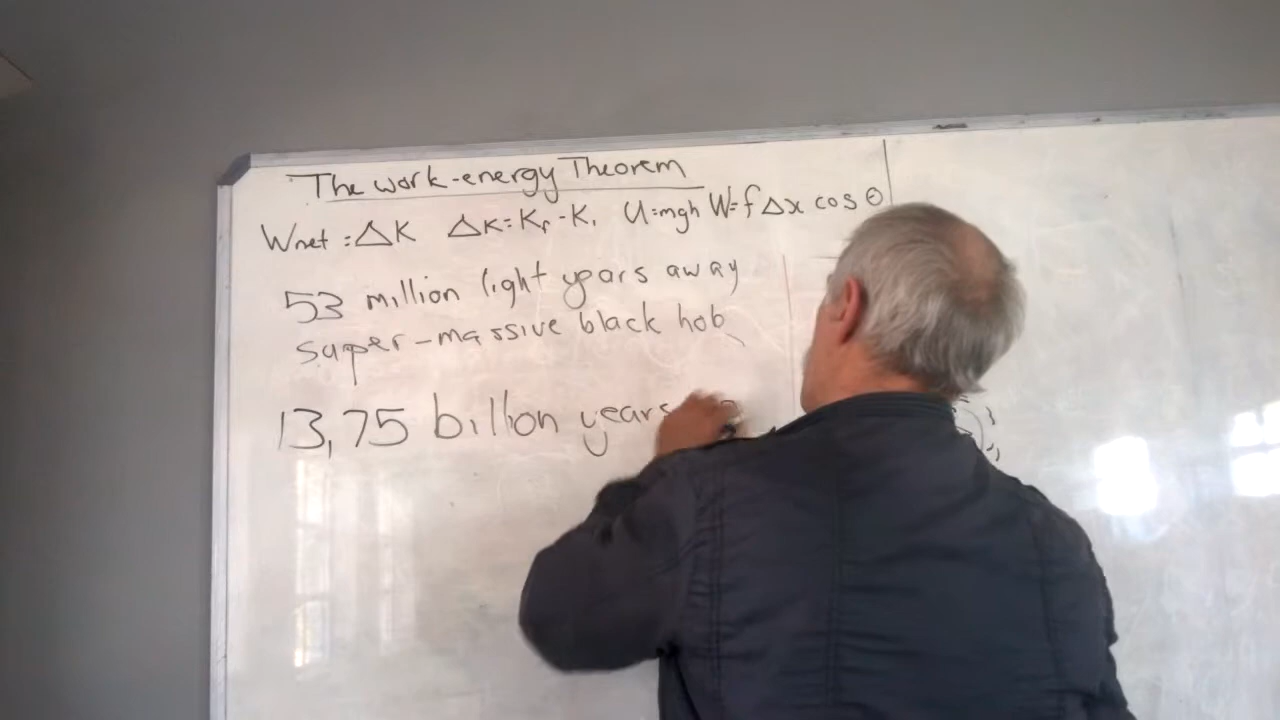 The work-energy Theorem
Wnet = ΔK ΔK = Kf - Ki U = mgh W = f Δx cos θ
53 million light years away
super-massive black hole
13,75 billion years